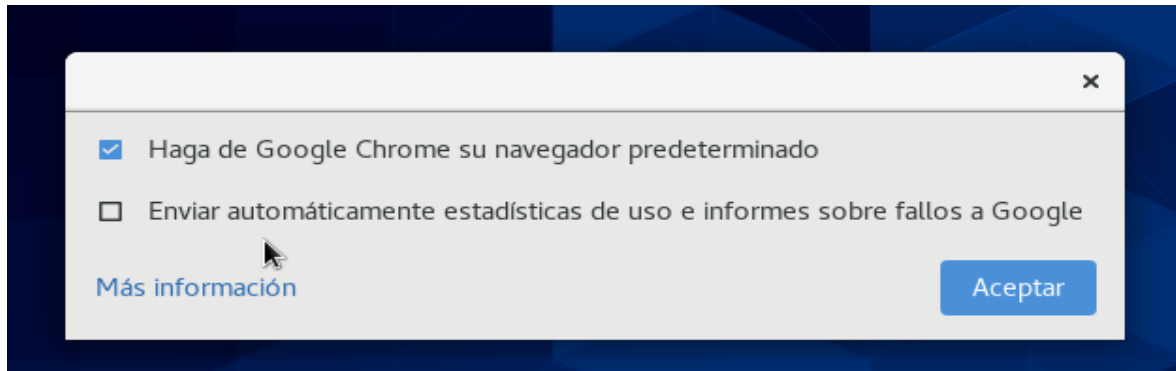 Haga de Google Chrome su navegador predeterminado
Enviar automáticamente estadísticas de uso e informes sobre fallos a Google
Más información
Aceptar